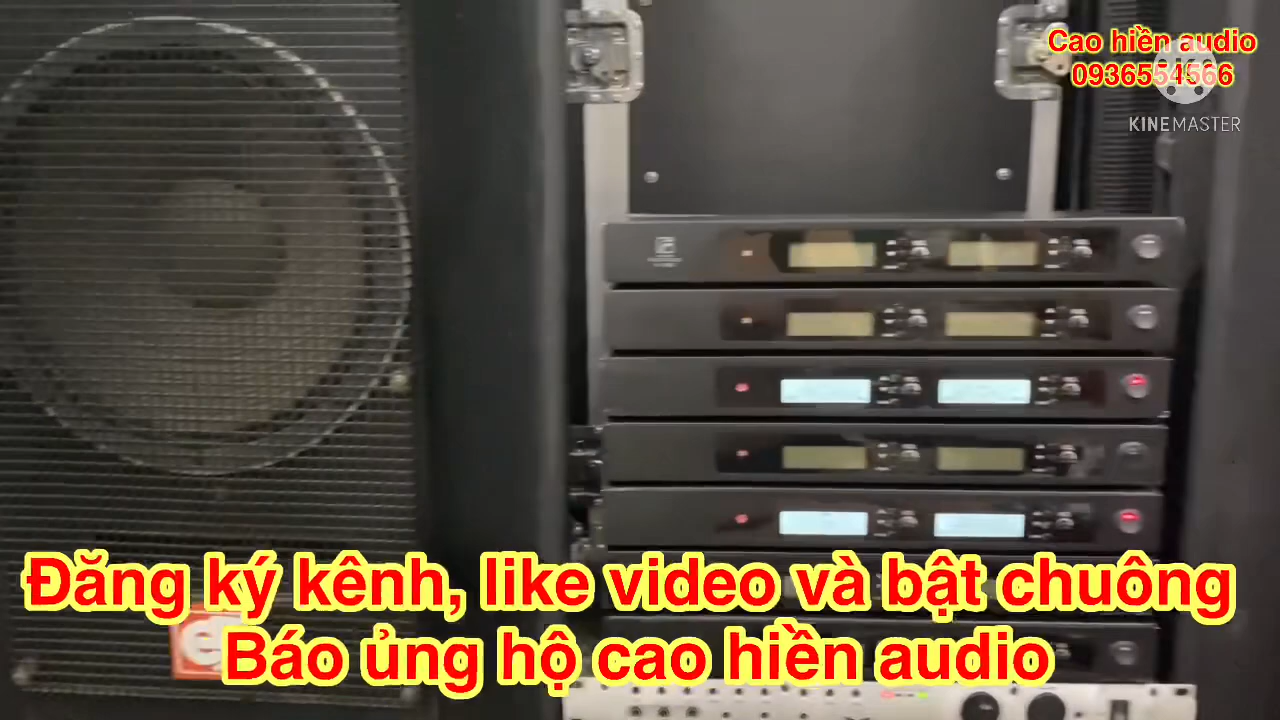 Cao hiền audio
0936554566
KINEMASTER
Đăng ký kênh, like video và bật chuông
Báo ủng hộ cao hiền audio